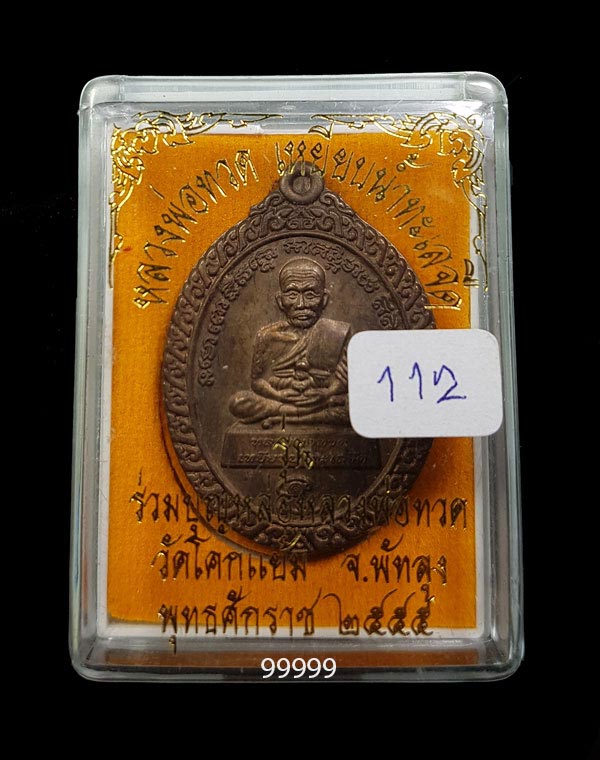 หลวงพ่อทวด เหยียบน้ำทะเลจืด
112
รุ่น
ร่วมบุญหล่อหลวงพ่อทวด
วัดโคกแย้ม จ.พัทลุง
พุทธศักราช ๒๕๕๕
99999